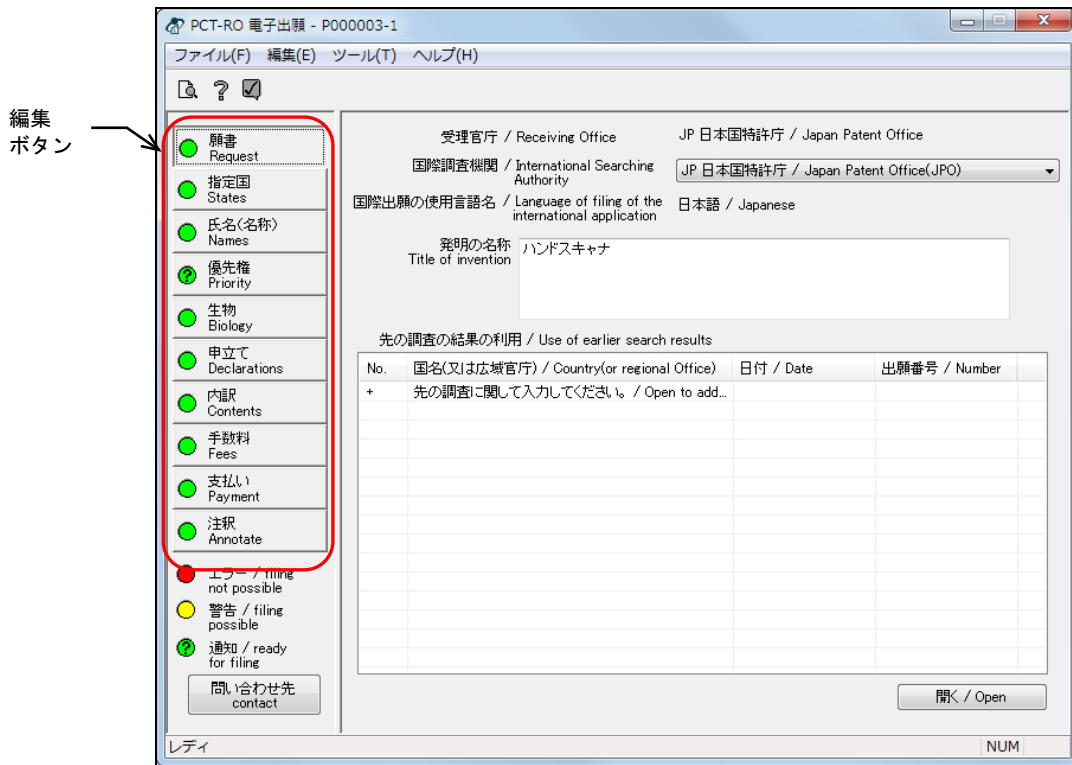 PCT-RO 電子出願 - P000003-1
ファイル(F) 編集(E) ツール(T) ヘルプ(H)
編集
ボタン
願書
Request
指定国
States
氏名(名称)
Names
優先権
Priority
生物
Biology
申立て
Declarations
内訳
Contents
手数料
Fees
支払い
Payment
注釈
Annotate
エラー / filing
not possible
警告 / filing
possible
通知 / ready
for filing
問い合わせ先
contact
受理官庁 / Receiving Office JP 日本国特許庁 / Japan Patent Office
国際調査機関 / International Searching
Authority
JP 日本国特許庁 / Japan Patent Office(JPO)
国際出願の使用言語名 / Language of filing of the
international application
日本語 / Japanese
発明の名称
Title of invention
ハンドスキャナ
先の調査の結果の利用 / Use of earlier search results
No. 国名(又は広域官庁) / Country(or regional Office) 日付 / Date 出願番号 / Number
+ 先の調査に関して入力してください。 / Open to add...
開く / Open
レディ NUM